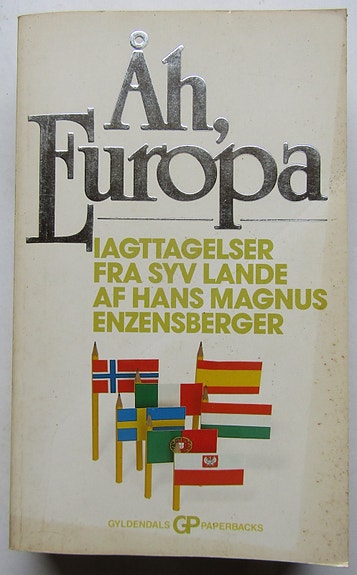 Åh,
Europa
IAGTTAGELSER
FRA SYV LANDE
AF HANS MAGNUS
ENZENSBERGER
GYLDENDALS GP PAPERBACKS